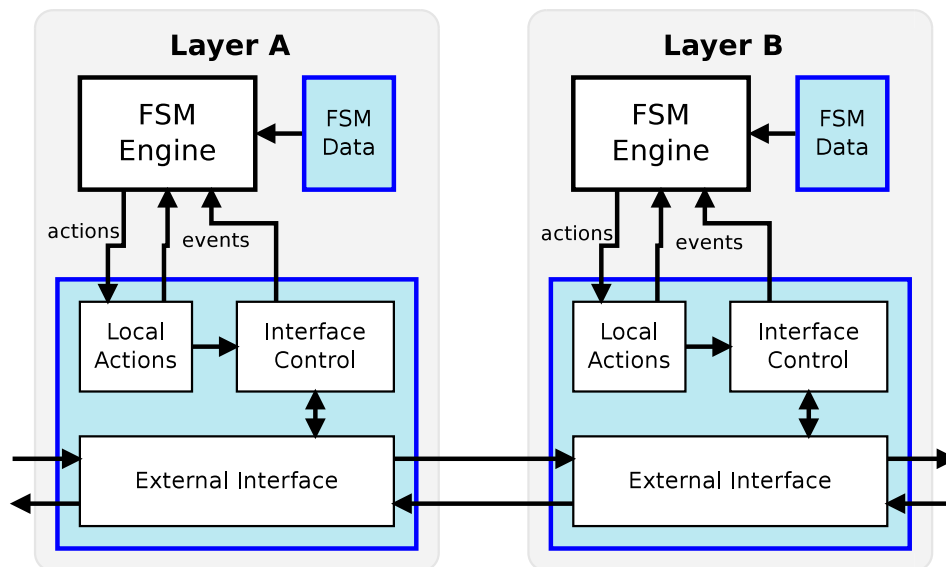 Layer A
FSM
Engine
FSM
Data
actions
events
Local
Actions
Interface
Control
External Interface
Layer B
FSM
Engine
FSM
Data
actions
events
Local
Actions
Interface
Control
External Interface